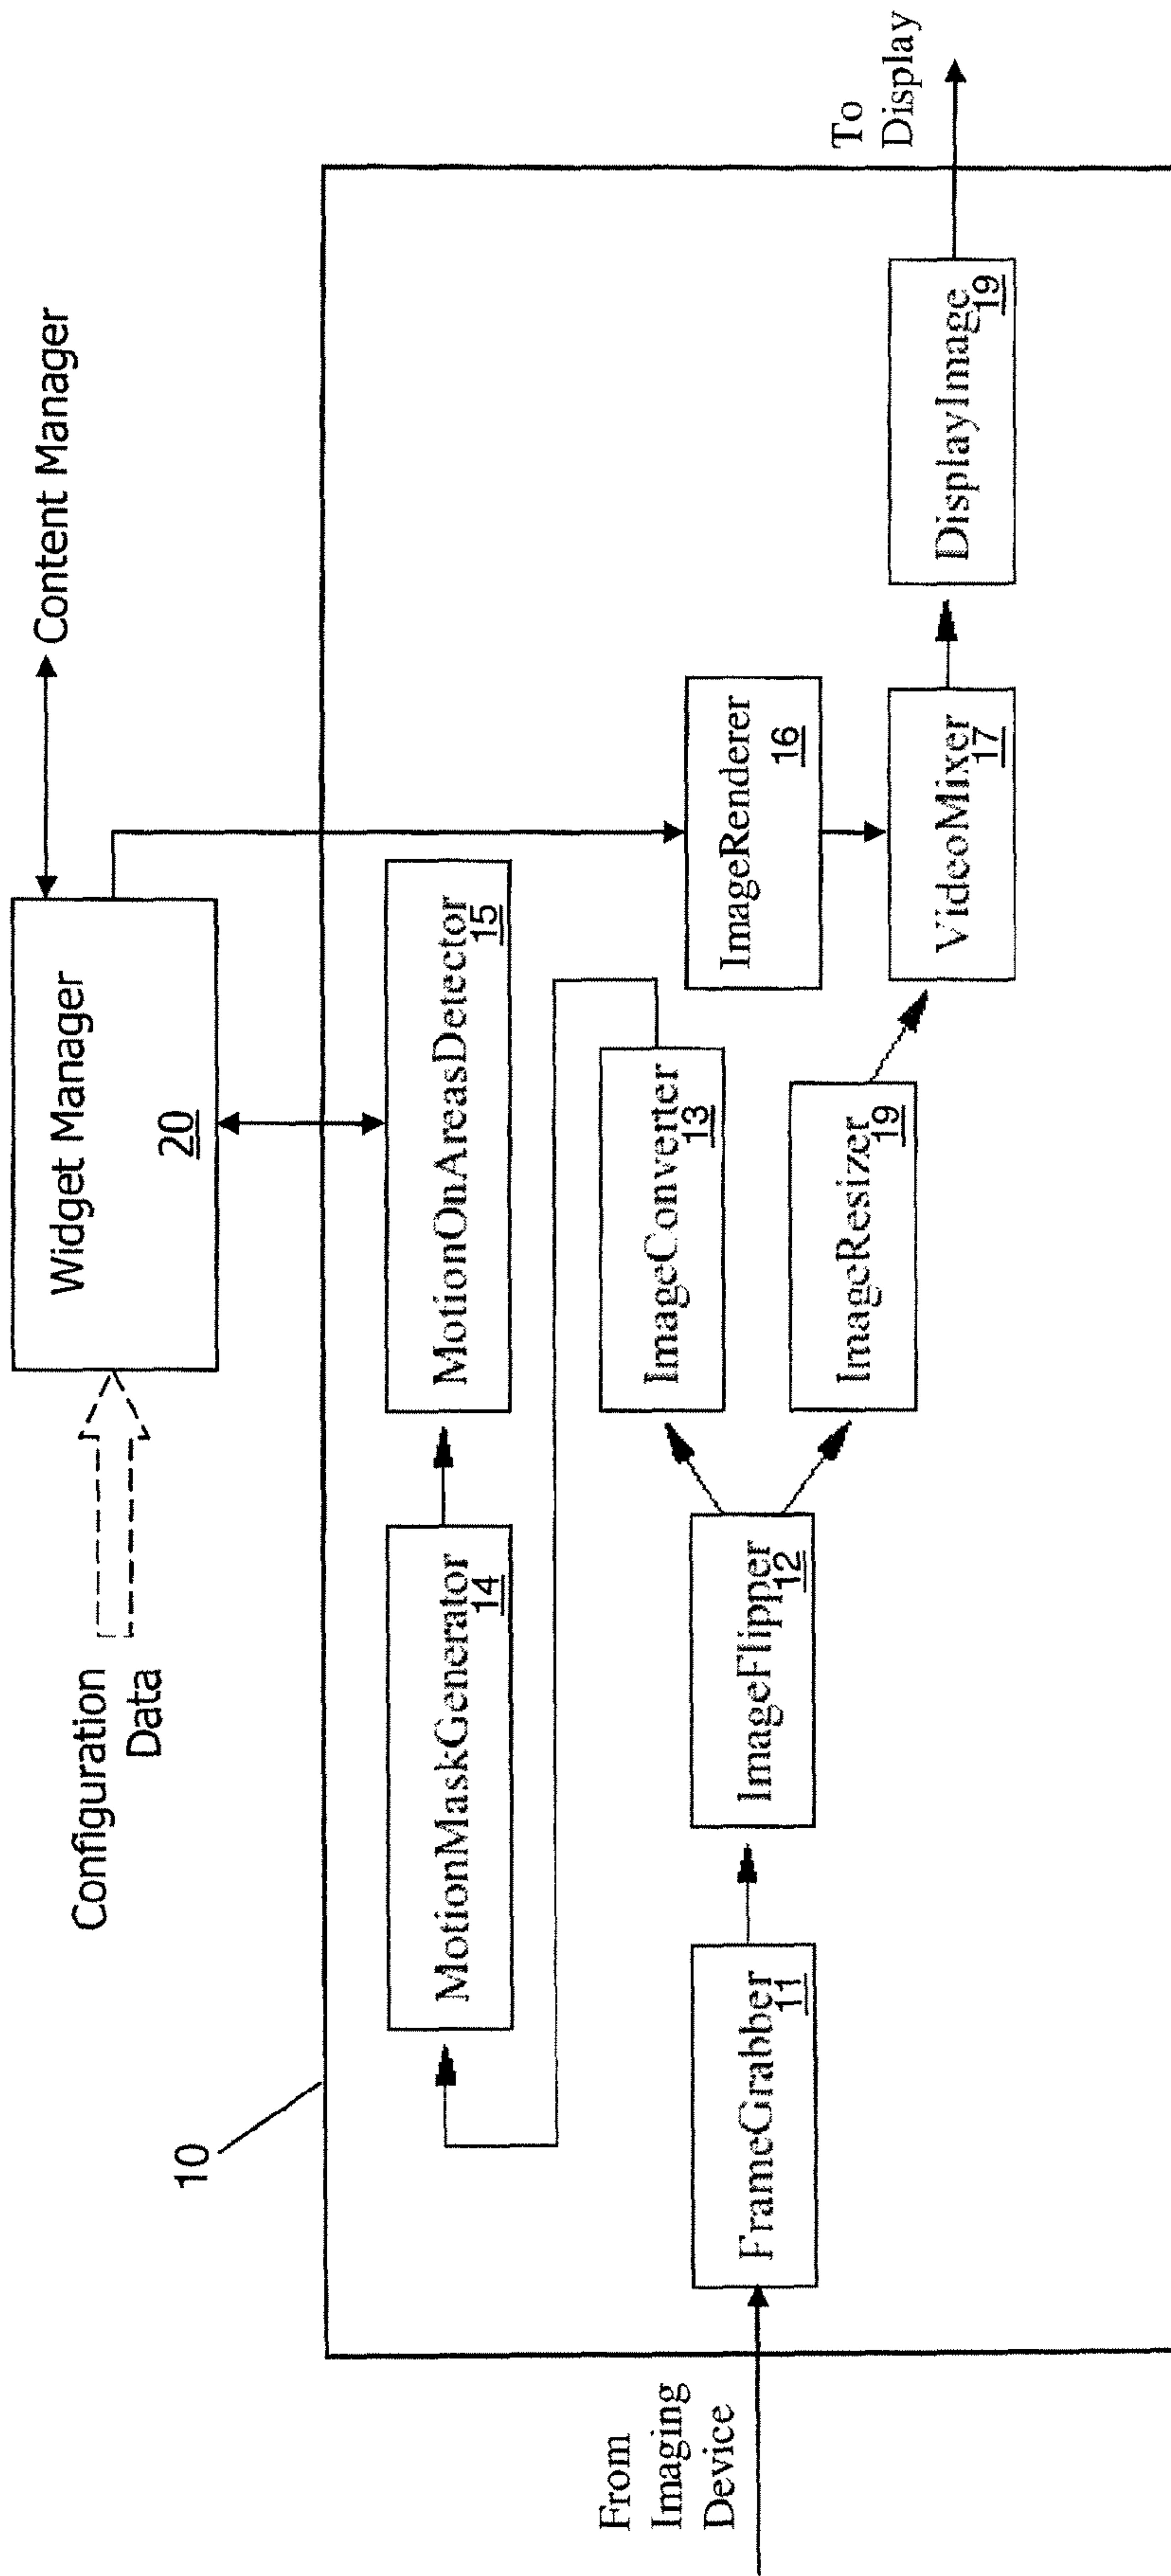 Configuration
Data
Widget Manager
20
Content Manager
10
MotionMaskGenerator
14
MotionOnAreasDetector
15
From
Imaging
Device
FrameGrabber
11
ImageFlipper
12
ImageConverter
13
ImageResizer
19
ImageRenderer
16
VideoMixer
17
DisplayImage
19
To
Display